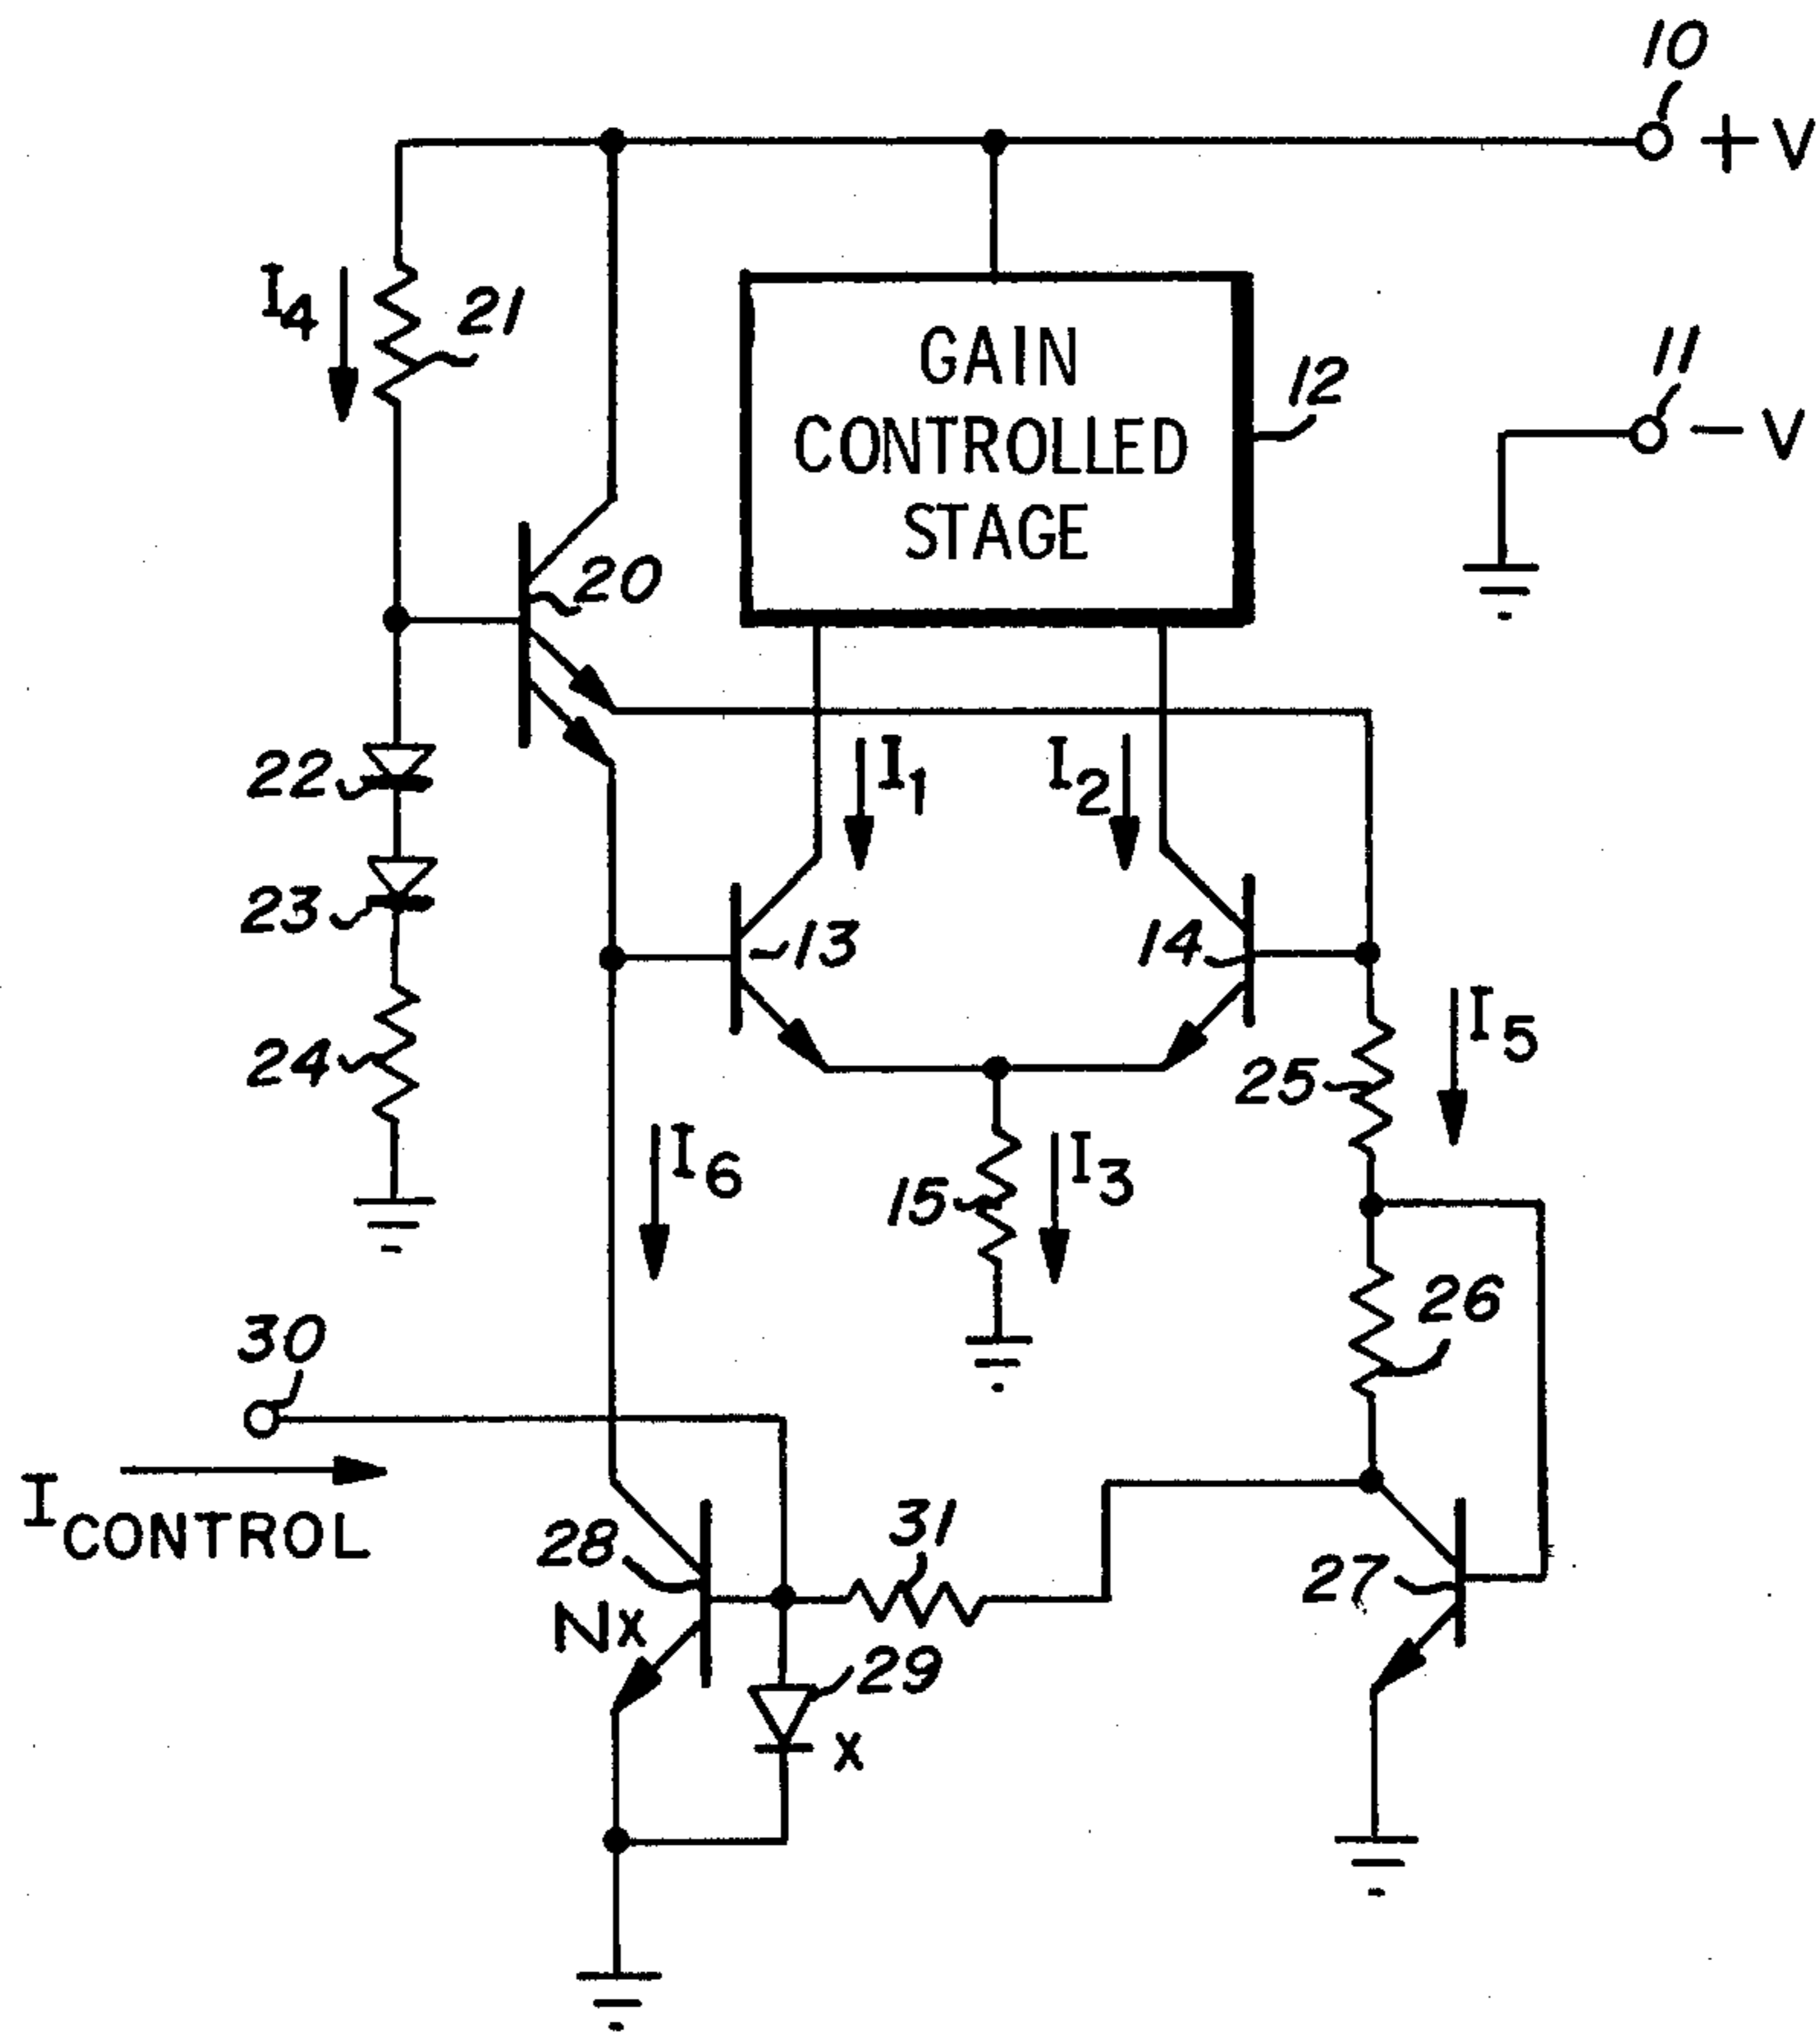 10
+V
I4
21
GAIN
CONTROLLED
STAGE
12
11
-V
20
22
I1
I2
23
13
14
24
25
I5
I6
15
I3
30
26
ICONTROL
28
31
27
NX
29
X